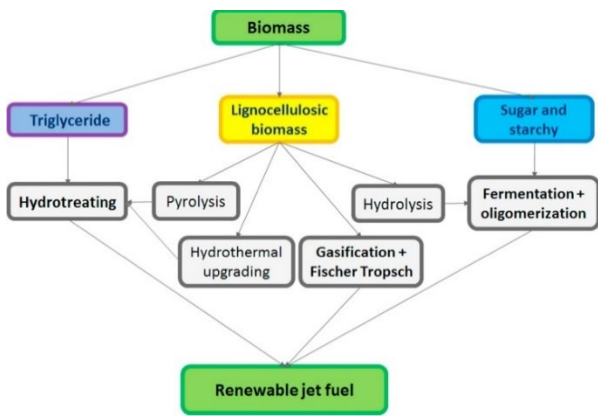 Biomass
Triglyceride
Lignocellulosic
biomass
Sugar and
starchy
Hydrotreating
Pyrolysis
Hydrolysis
Fermentation +
oligomerization
Hydrothermal
upgrading
Gasification +
Fischer Tropsch
Renewable jet fuel